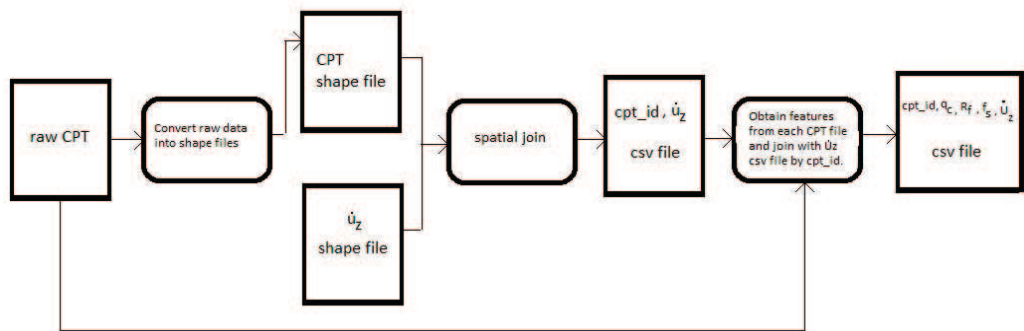 raw CPT
Convert raw data
into shape files
CPT
shape file
u̇z
shape file
spatial join
cpt_id , u̇z
csv file
Obtain features
from each CPT file
and join with u̇z
csv file by cpt_id.
cpt_id, qc, Rf, fs, u̇z
csv file